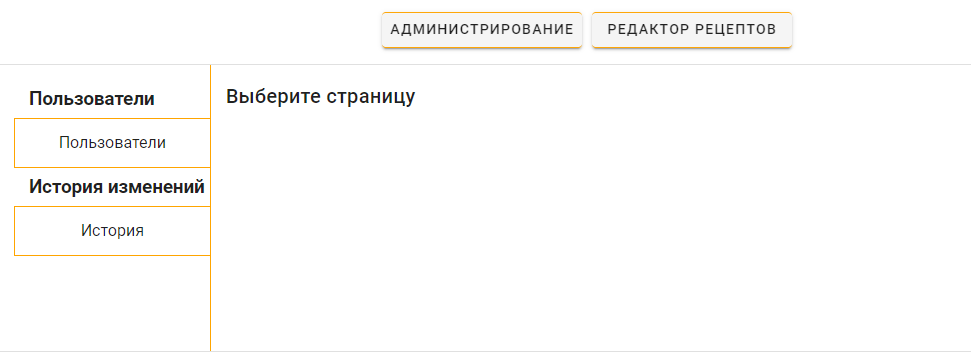 АДМИНИСТРИРОВАНИЕ
РЕДАКТОР РЕЦЕПТОВ
Пользователи
Пользователи
История изменений
История
Выберите страницу